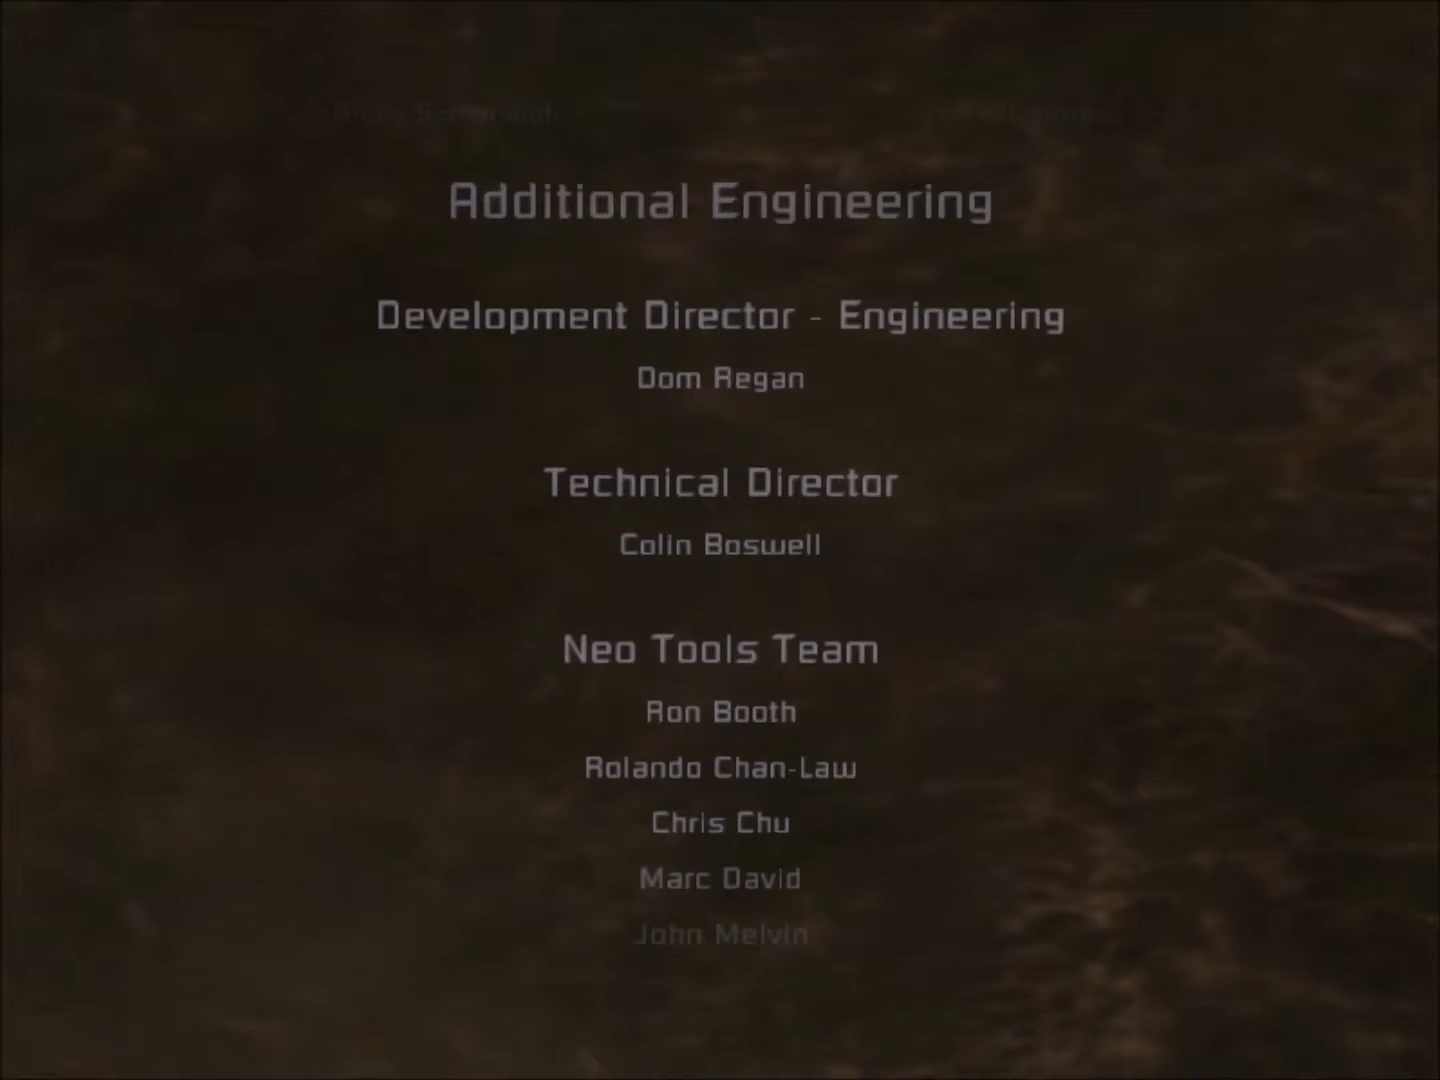 Additional Engineering
Development Director - Engineering
Dom Regan
Technical Director
Colin Boswell
Neo Tools Team
Ron Booth
Rolando Chan-Law
Chris Chu
Marc David
John Melvin